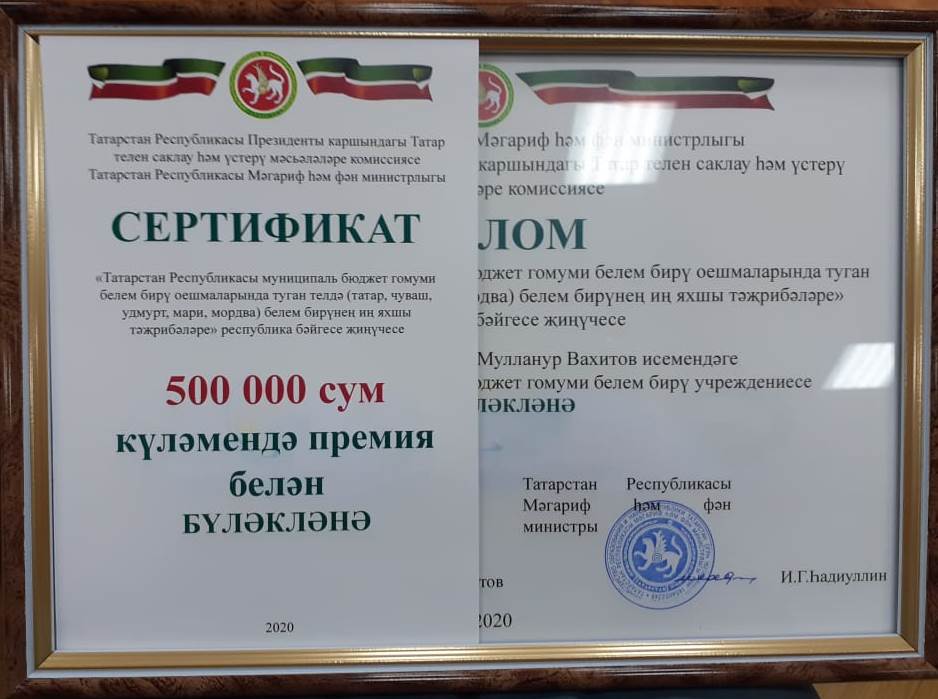 Татарстан Республикасы Президенты каршындагы Татар
телен саклау һәм үстерү мәсьәләләре комиссиясе
Татарстан Республикасы Мәгариф һәм фән министрлыгы
СЕРТИФИКАТ
«Татарстан Республикасы муниципаль бюджет гомуми
белем бирү оешмаларында туган телдә (татар, чуваш,
удмурт, мари, мордва) белем бирүнең иң яхшы
тәҗрибәләре» республика бәйгесе җиңүчесе
500 000 сум
күләмендә премия
белән
БҮЛӘКЛӘНӘ
2020
Мәгариф һәм фән министрлыгы
каршындагы Татар телен саклау һәм үстерү
әре комиссиясе
ЛОМ
джет гомуми белем бирү оешмаларында туган
рдва) белем бирүнең иң яхшы тәҗрибәләре»
бәйгесе җиңүчесе
Мулланур Вахитов исемендәге
джет гомуми белем бирү учреждениесе
ләкләнә
Татарстан Республикасы
Мәгариф һәм фән
министры
И.Г.Һадиуллин
тов
2020